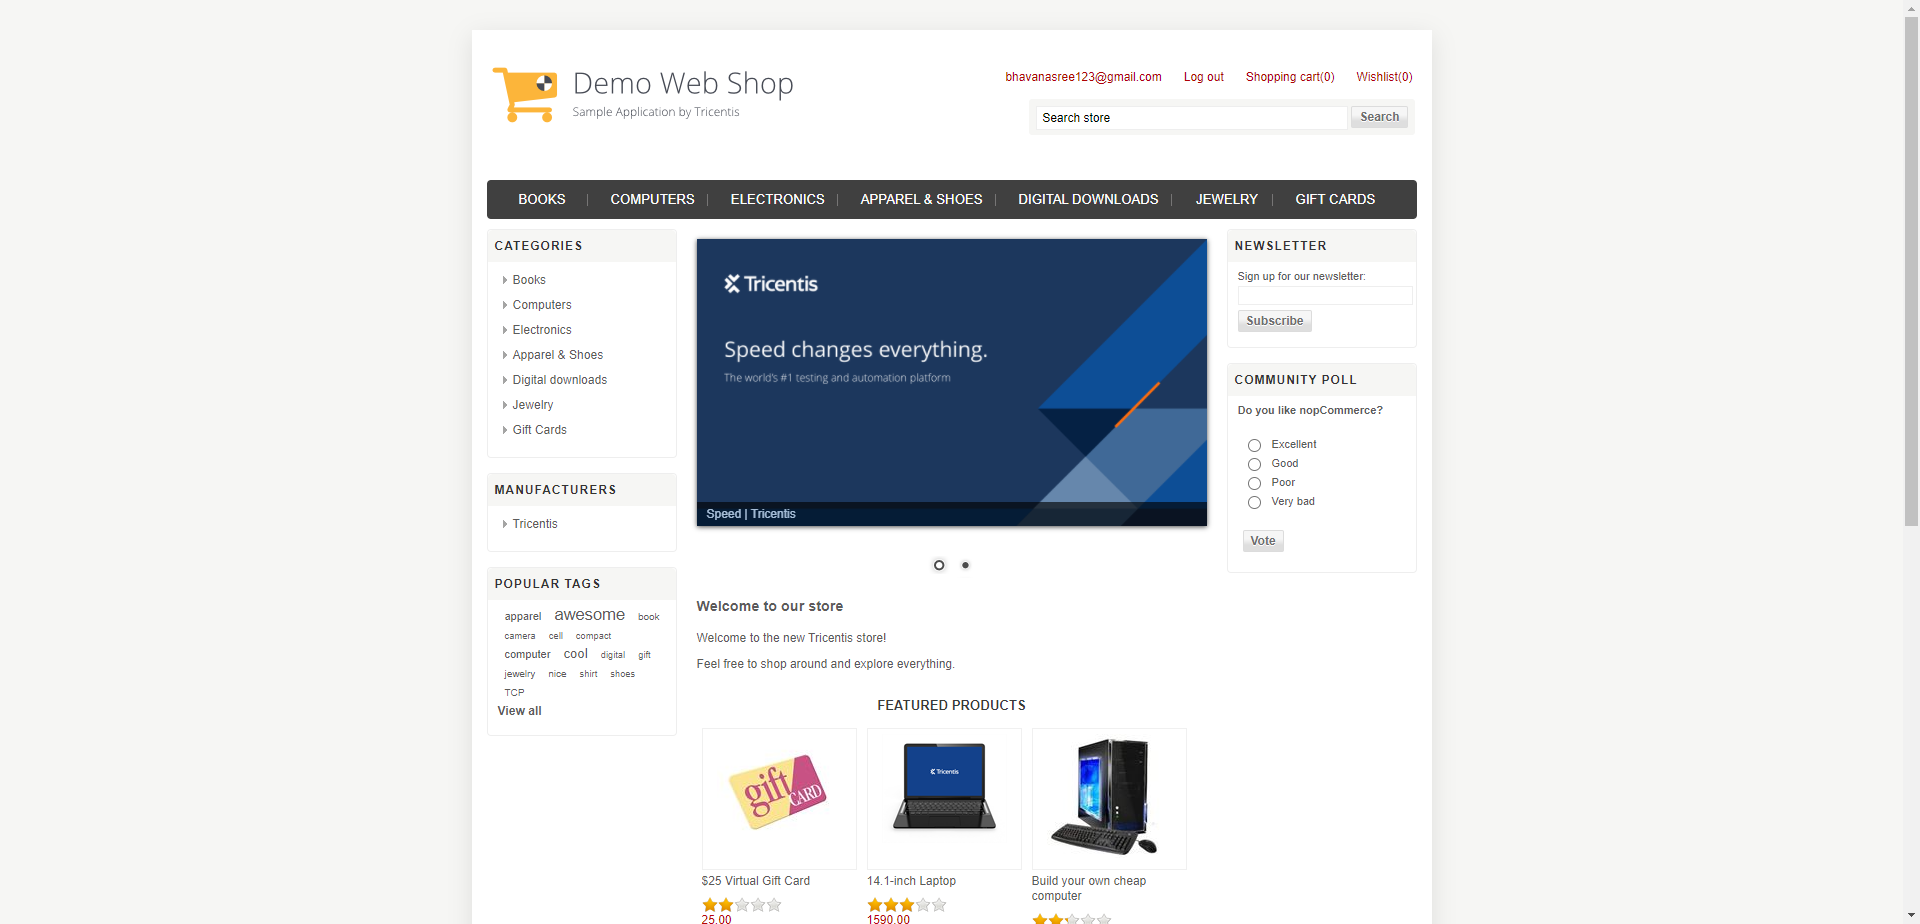 Demo Web Shop
Sample Application by Tricentis
bhavanasree123@gmail.com Log out Shopping cart(0) Wishlist(0)
Search store Search
BOOKS COMPUTERS ELECTRONICS APPAREL & SHOES DIGITAL DOWNLOADS JEWELRY GIFT CARDS
CATEGORIES
Books
Computers
Electronics
Apparel & Shoes
Digital downloads
Jewelry
Gift Cards
MANUFACTURERS
Tricentis
POPULAR TAGS
apparel awesome book
camera cell compact
computer cool digital gift
jewelry nice shirt shoes
TCP
View all
Tricentis
Speed changes everything.
The world's #1 testing and automation platform
Speed | Tricentis
Welcome to our store
Welcome to the new Tricentis store!
Feel free to shop around and explore everything.
FEATURED PRODUCTS
gift CARD
Tricentis
$25 Virtual Gift Card
25.00
14.1-inch Laptop
1590.00
Build your own cheap
computer
NEWSLETTER
Sign up for our newsletter:
Subscribe
COMMUNITY POLL
Do you like nopCommerce?
Excellent
Good
Poor
Very bad
Vote